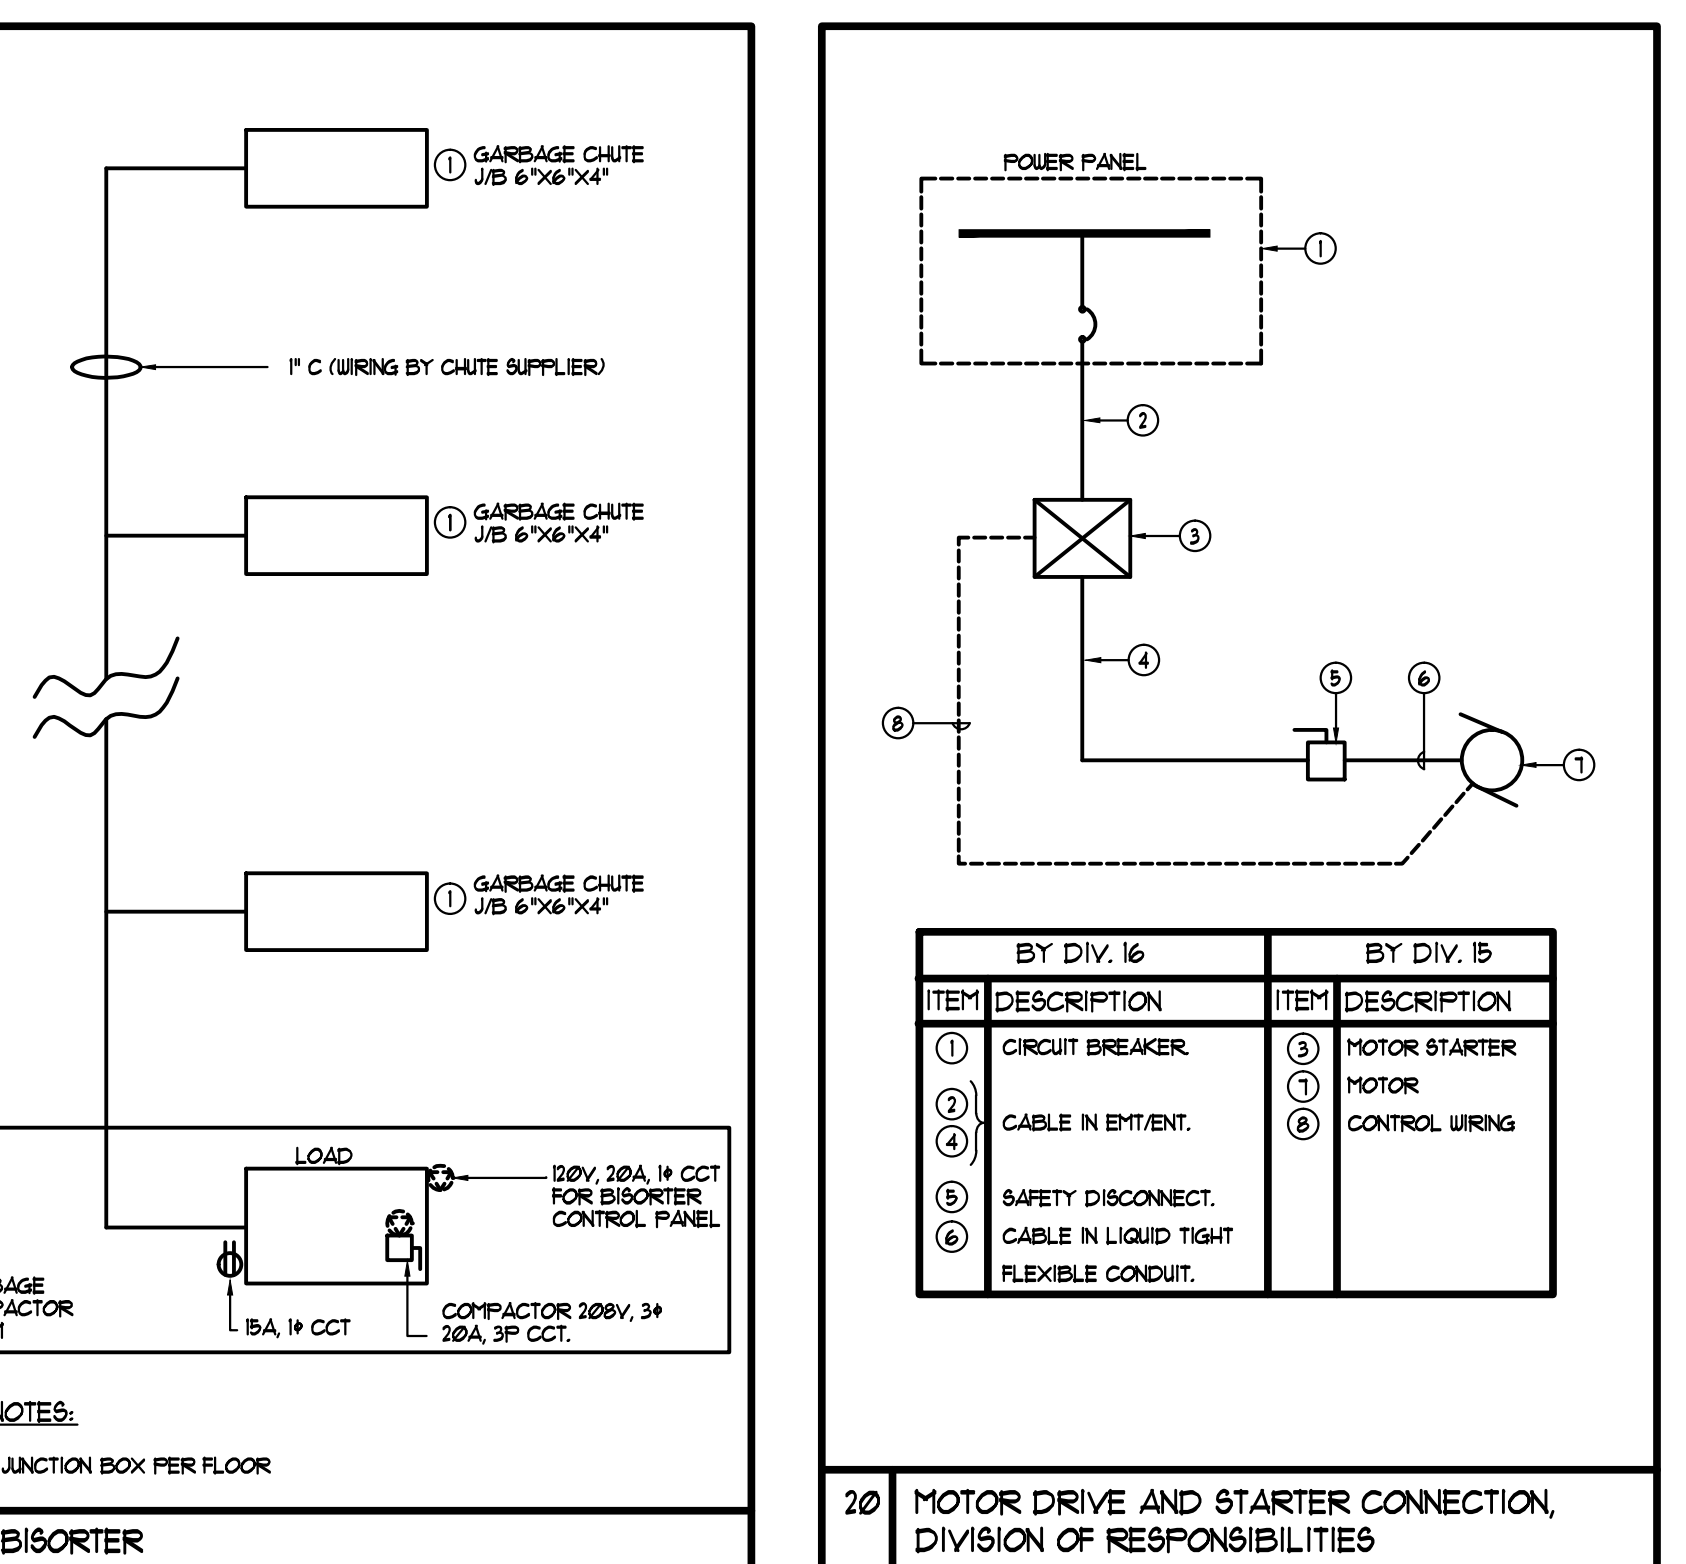 1 GARBAGE CHUTE
J/B 6"X6"X4"
1" C (WIRING BY CHUTE SUPPLIER)
1 GARBAGE CHUTE
J/B 6"X6"X4"
1 GARBAGE CHUTE
J/B 6"X6"X4"
LOAD
120V, 20A, 1ϕ CCT
FOR BISORTER
CONTROL PANEL
BAGE
PACTOR
15A, 1ϕ CCT
COMPACTOR 208V, 3ϕ
20A, 3P CCT.
NOTES:
JUNCTION BOX PER FLOOR
BISORTER
POWER PANEL
1
2
3
4
5
6
8
7
BY DIV. 16
BY DIV. 15
ITEM DESCRIPTION ITEM DESCRIPTION
1 CIRCUIT BREAKER.
3 MOTOR STARTER
7 MOTOR
2
4
CABLE IN EMT/ENT.
8 CONTROL WIRING
5 SAFETY DISCONNECT.
6 CABLE IN LIQUID TIGHT
FLEXIBLE CONDUIT.
20 MOTOR DRIVE AND STARTER CONNECTION,
DIVISION OF RESPONSIBILITIES